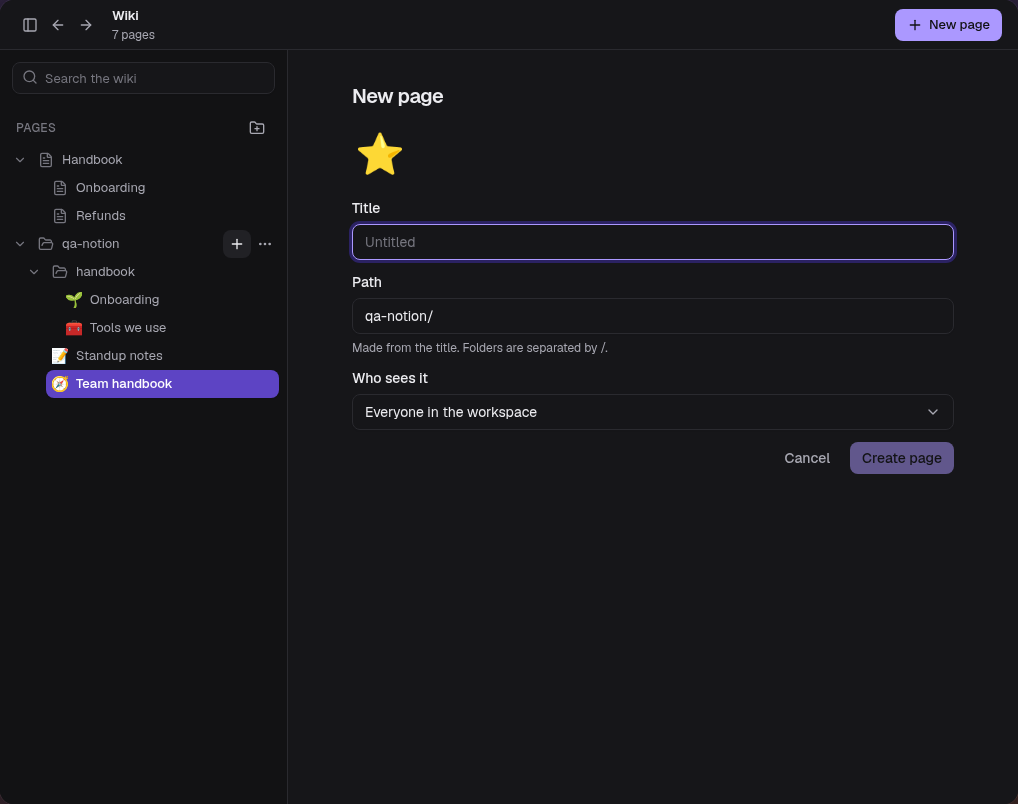 Wiki
7 pages
New page
Search the wiki
PAGES
Handbook
Onboarding
Refunds
qa-notion
handbook
Onboarding
Tools we use
Standup notes
Team handbook
New page
Title
Untitled
Path
qa-notion/
Made from the title. Folders are separated by /.
Who sees it
Everyone in the workspace
Cancel
Create page